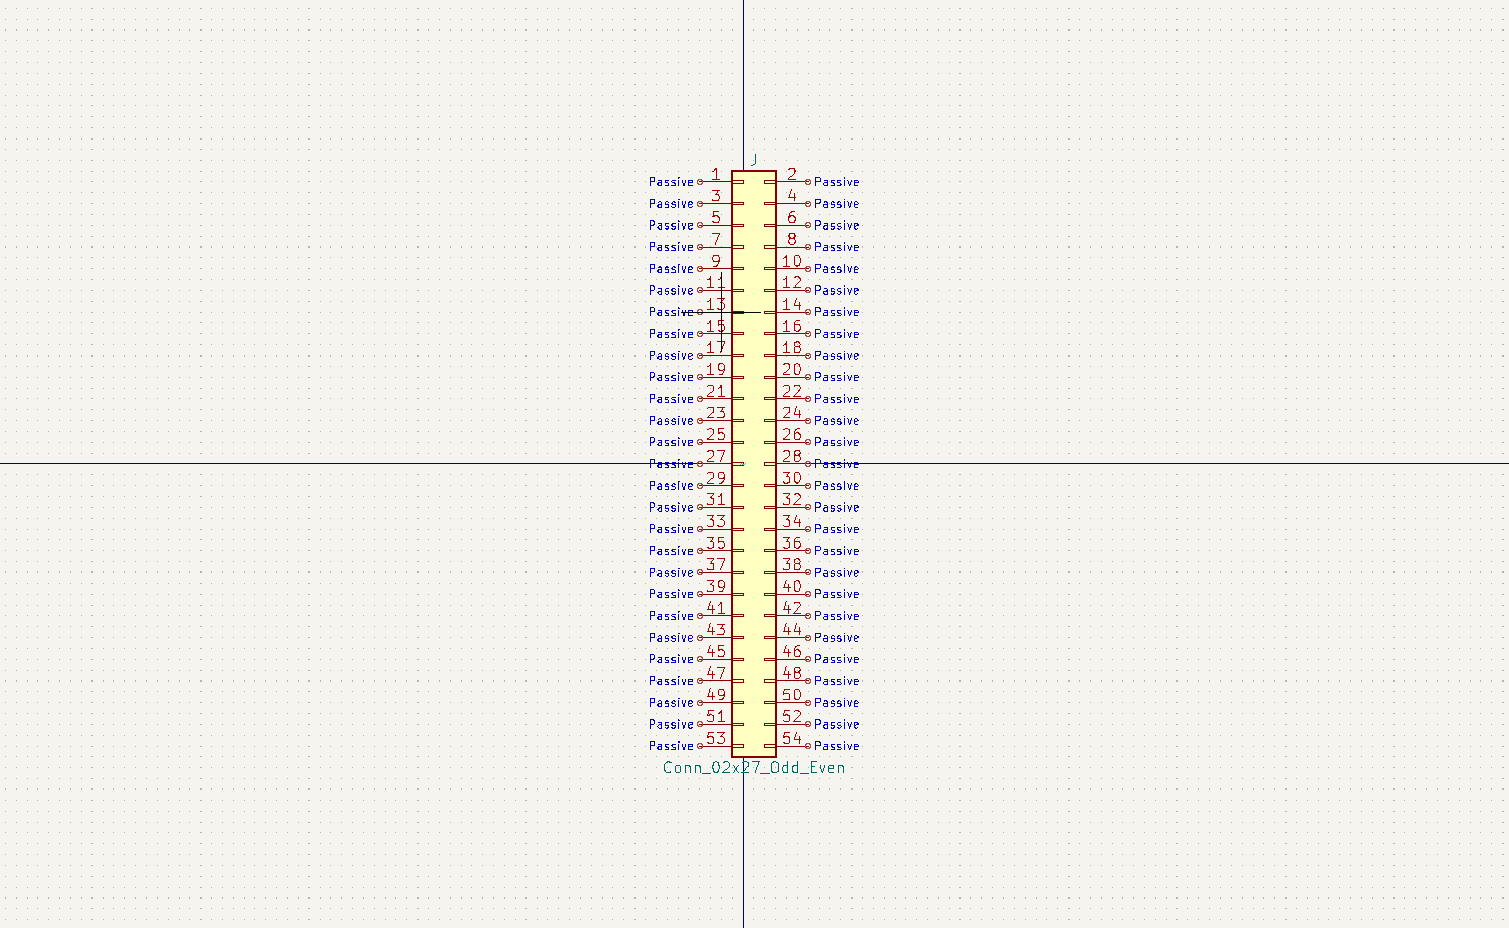 J
Passive 1 2 Passive
Passive 3 4 Passive
Passive 5 6 Passive
Passive 7 8 Passive
Passive 9 10 Passive
Passive 11 12 Passive
Passive 13 14 Passive
Passive 15 16 Passive
Passive 17 18 Passive
Passive 19 20 Passive
Passive 21 22 Passive
Passive 23 24 Passive
Passive 25 26 Passive
Passive 27 28 Passive
Passive 29 30 Passive
Passive 31 32 Passive
Passive 33 34 Passive
Passive 35 36 Passive
Passive 37 38 Passive
Passive 39 40 Passive
Passive 41 42 Passive
Passive 43 44 Passive
Passive 45 46 Passive
Passive 47 48 Passive
Passive 49 50 Passive
Passive 51 52 Passive
Passive 53 54 Passive
Conn_02x27_Odd_Even